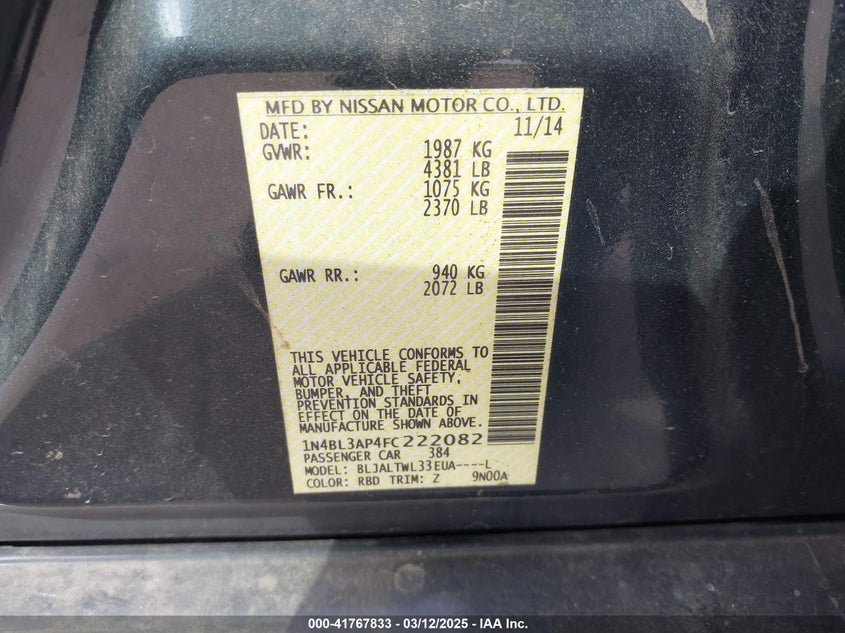 MFD BY NISSAN MOTOR CO., LTD.
DATE: 11/14
GVWR: 1987 KG
4381 LB
GAWR FR.: 1075 KG
2370 LB
GAWR RR.: 940 KG
2072 LB
THIS VEHICLE CONFORMS TO
ALL APPLICABLE FEDERAL
MOTOR VEHICLE SAFETY,
BUMPER, AND THEFT
PREVENTION STANDARDS IN
EFFECT ON THE DATE OF
MANUFACTURE SHOWN ABOVE.
1N4BL3AP4FC222082
PASSENGER CAR 384
MODEL: BLJALTWL33EUA----L
COLOR: RBD TRIM: Z 9N00A
000-41767833 - 03/12/2025 - IAA Inc.